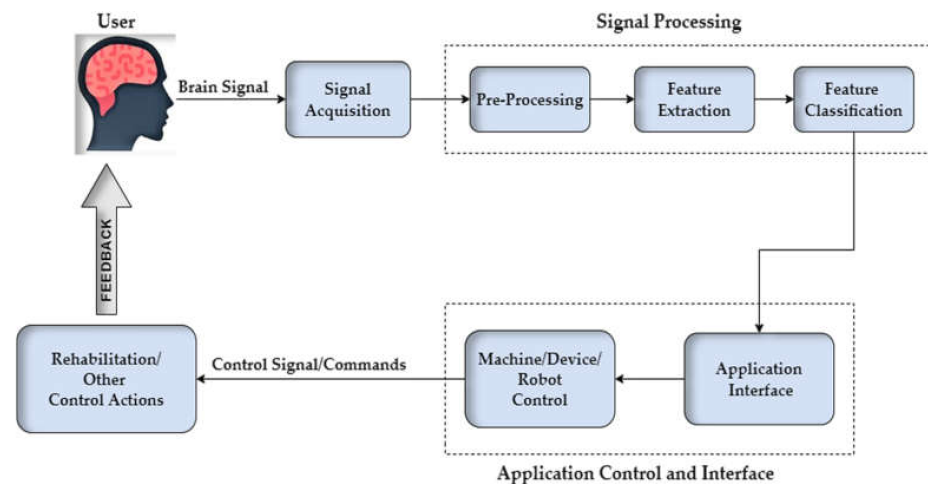 User
Signal Processing
Brain Signal
Signal
Acquisition
Pre-Processing
Feature
Extraction
Feature
Classification
FEEDBACK
Rehabilitation/
Other
Control Actions
Control Signal/Commands
Machine/Device/
Robot
Control
Application
Interface
Application Control and Interface